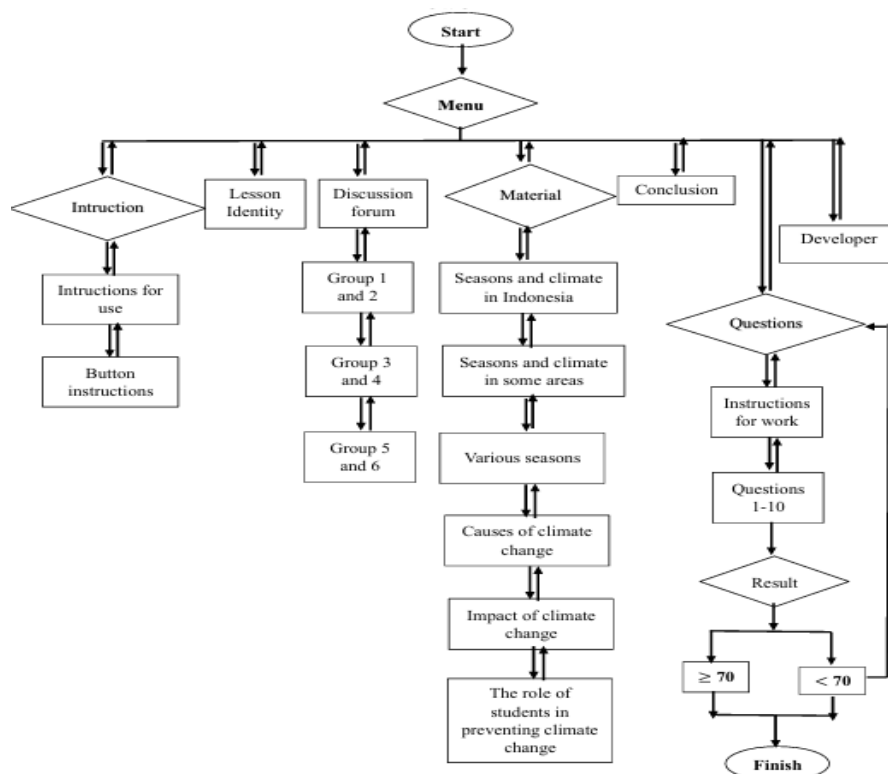 Start
Menu
Intruction
Lesson
Identity
Discussion
forum
Material
Conclusion
Developer
Intructions for
use
Button
instructions
Group 1
and 2
Group 3
and 4
Group 5
and 6
Seasons and climate
in Indonesia
Seasons and climate
in some areas
Various seasons
Causes of climate
change
Impact of climate
change
The role of
students in
preventing climate
change
Questions
Instructions
for work
Questions
1-10
Result
≥ 70
< 70
Finish